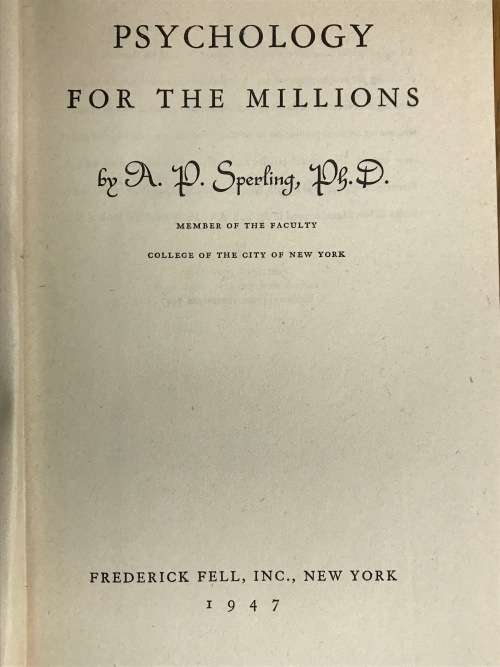 PSYCHOLOGY
FOR THE MILLIONS
by A. P. Sperling, Ph.D.
MEMBER OF THE FACULTY
COLLEGE OF THE CITY OF NEW YORK
FREDERICK FELL, INC., NEW YORK
1947